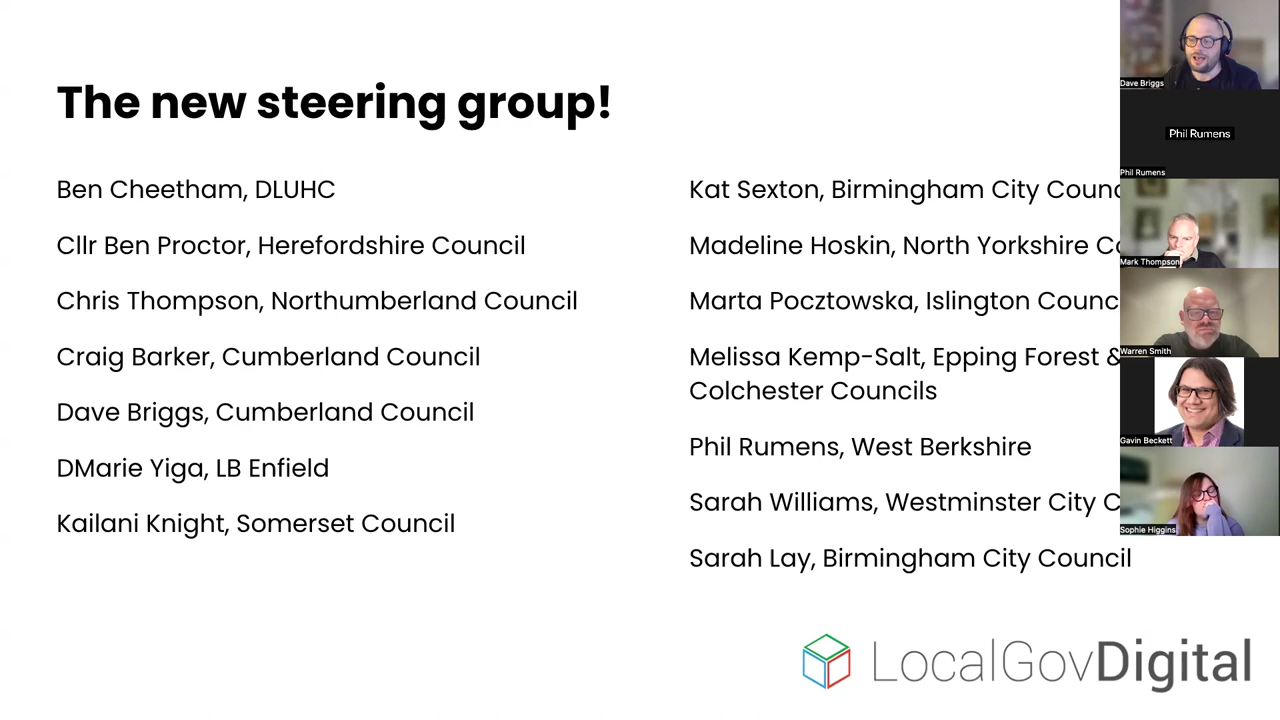 The new steering group!
Ben Cheetham, DLUHC
Cllr Ben Proctor, Herefordshire Council
Chris Thompson, Northumberland Council
Craig Barker, Cumberland Council
Dave Briggs, Cumberland Council
DMarie Yiga, LB Enfield
Kailani Knight, Somerset Council
Kat Sexton, Birmingham City
Madeline Hoskin, North Yorkshire
Marta Pocztowska, Islington
Melissa Kemp-Salt, Epping Forest &
Colchester Councils
Phil Rumens, West Berkshire
Sarah Williams, Westminster City
Sarah Lay, Birmingham City Council
LocalGovDigital
Dave Briggs
Phil Rumens
Phil Rumens
Mark Thompson
Warren Smith
Gavin Beckett
Sophie Higgins